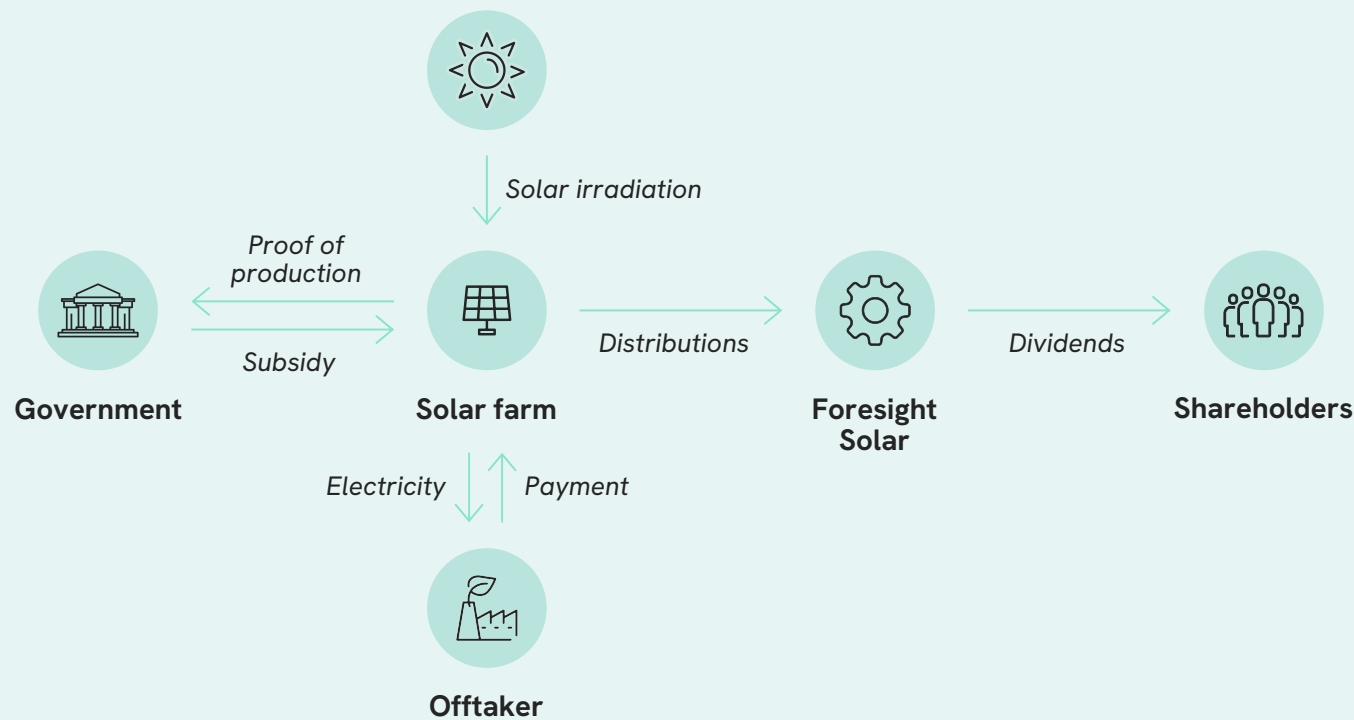 Solar irradiation
Proof of
production
Subsidy
Distributions
Dividends
Government
Solar farm
Foresight
Solar
Shareholders
Electricity
Payment
Offtaker